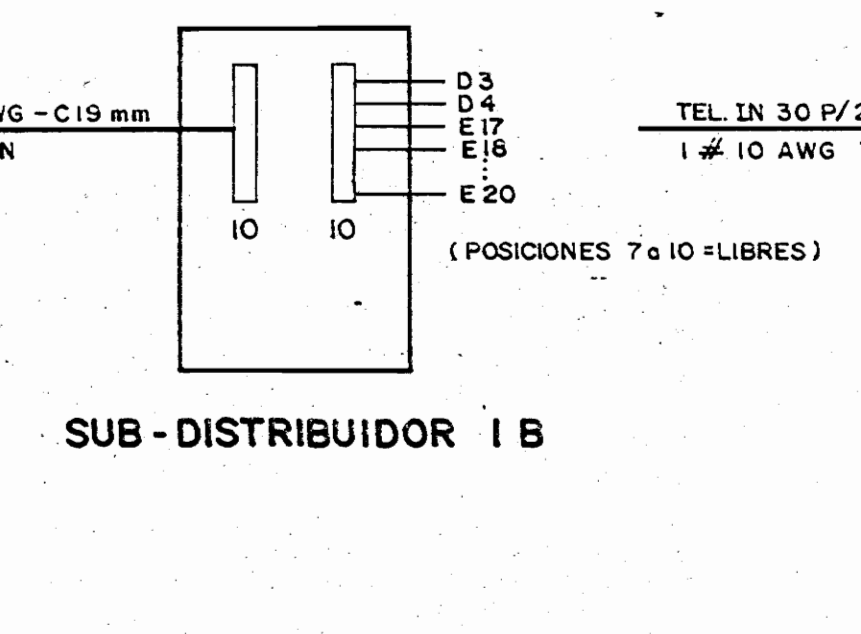 WG - C19 mm
N
D3
D4
E17
E18
E20
10 10
(POSICIONES 7 a 10 = LIBRES)
TEL. IN 30 P/2
1 # 10 AWG
SUB - DISTRIBUIDOR 1 B